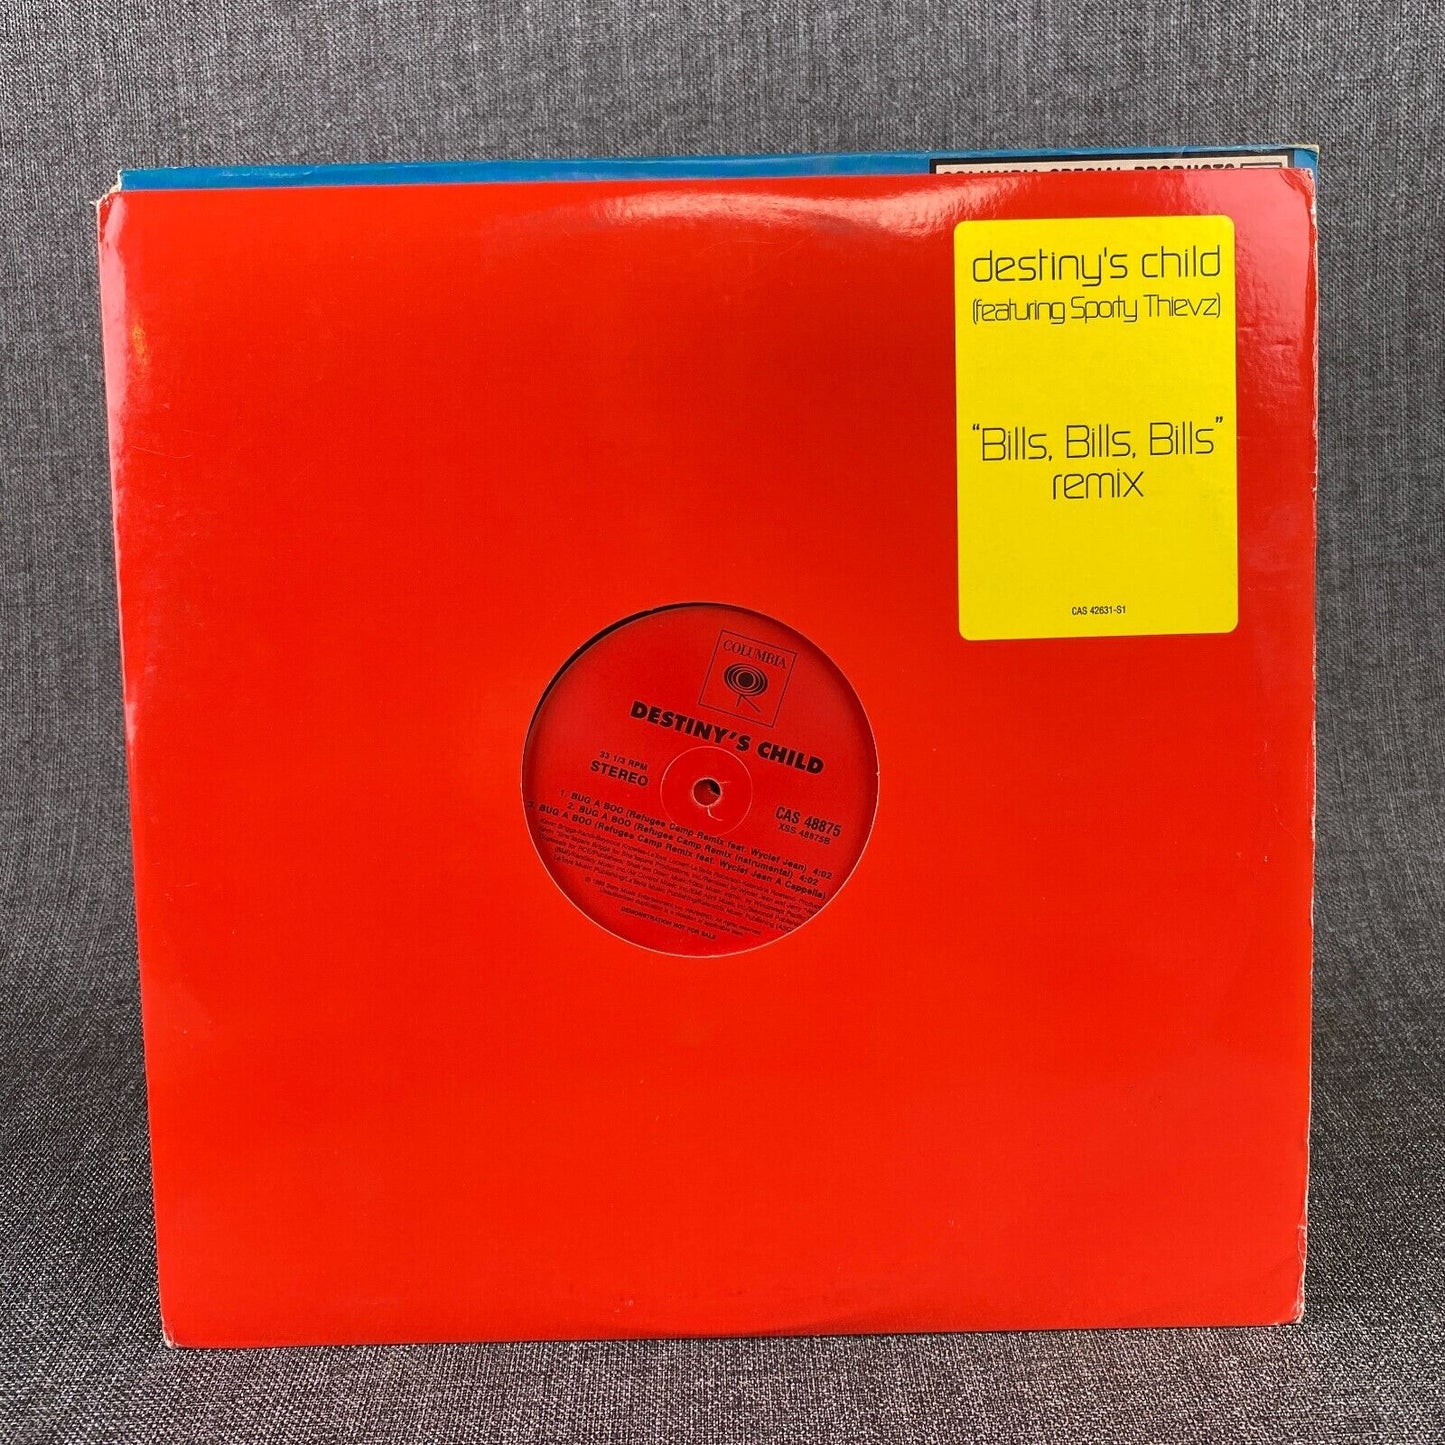 COLUMBIA SPECIAL PRODUCTS
destiny's child
(featuring Sporty Thievz)
“Bills, Bills, Bills”
remix
CAS 42631-S1
COLUMBIA
DESTINY'S CHILD
33 1/3 RPM
STEREO
CAS 48875
XSS 48875B
1. BUG A BOO (Refugee Camp Remix feat. Wyclef Jean) 4:02
2. BUG A BOO (Refugee Camp Remix Instrumental) 4:02
3. BUG A BOO (Refugee Camp Remix feat. Wyclef Jean A Cappella)
DEMONSTRATION NOT FOR SALE